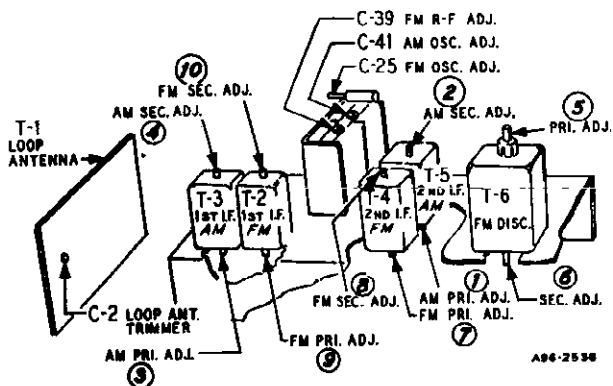 C-39 FM R-F ADJ.
C-41 AM OSC. ADJ.
C-25 FM OSC. ADJ.
10
FM SEC. ADJ.
AM SEC. ADJ.
4
2
AM SEC. ADJ.
5
PRI. ADJ.
T-1
LOOP
ANTENNA
T-3
1ST I.F.
AM
T-2
1ST I.F.
FM
T-4
2ND I.F.
FM
T-5
2ND I.F.
AM
T-6
FM DISC.
C-2 LOOP ANT.
TRIMMER
8
FM SEC. ADJ.
1
AM PRI. ADJ.
FM PRI. ADJ.
7
6
SEC. ADJ.
AM PRI. ADJ.
3
FM PRI. ADJ.
9
A96-2536